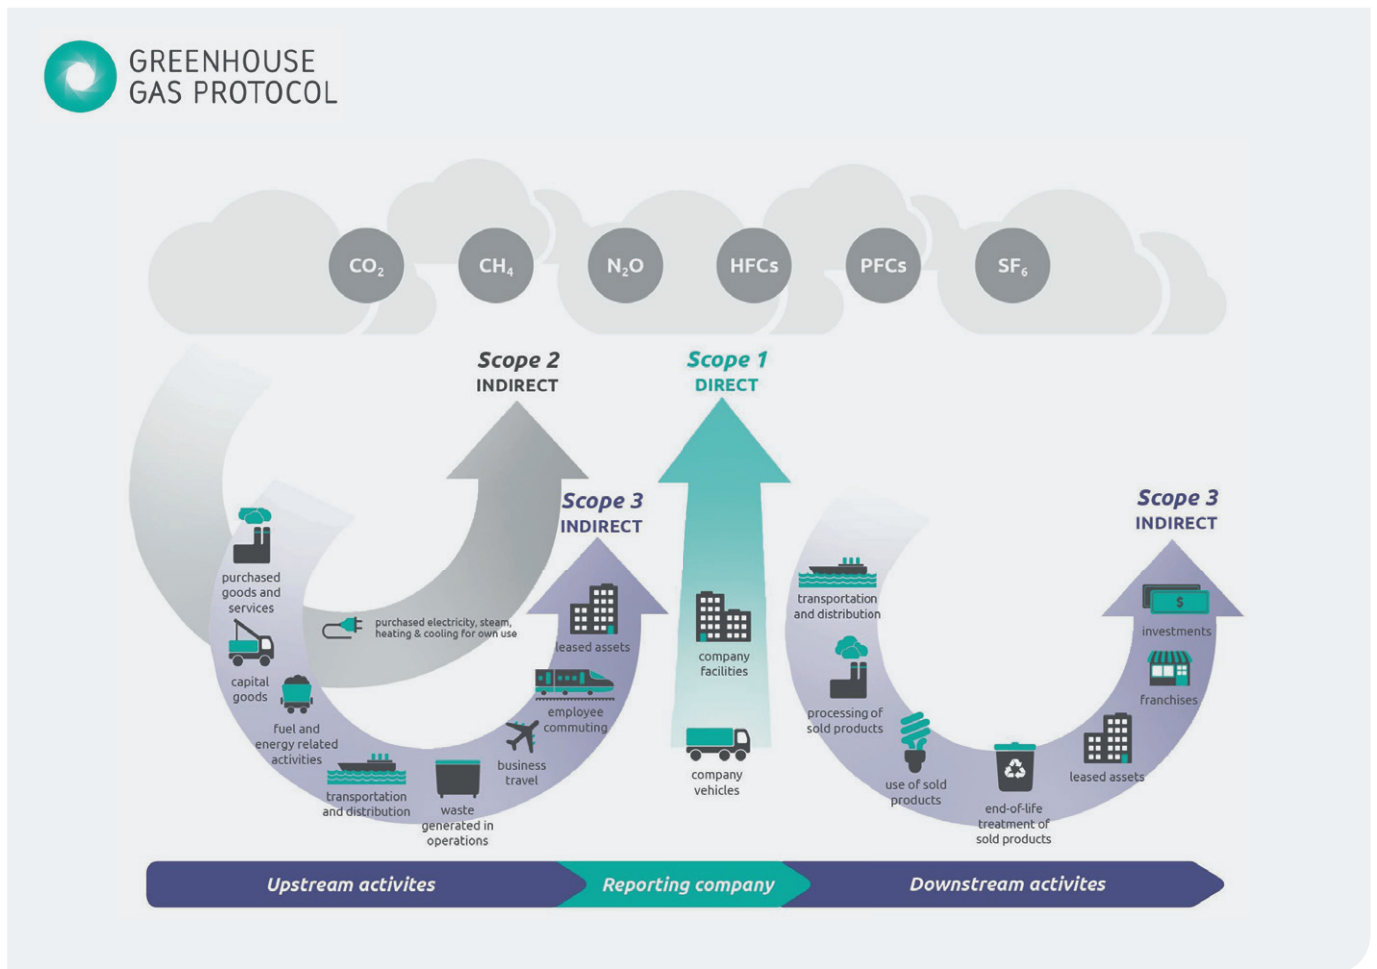 GREENHOUSE
GAS PROTOCOL
CO₂
CH₄
N₂O
HFCs
PFCs
SF₆
Scope 2
INDIRECT
Scope 1
DIRECT
Scope 3
INDIRECT
Scope 3
INDIRECT
purchased
goods and
services
capital
goods
fuel and
energy related
activities
transportation
and distribution
waste
generated in
operations
business
travel
employee
commuting
leased assets
purchased electricity, steam,
heating & cooling for own use
company
facilities
company
vehicles
transportation
and distribution
processing of
sold products
use of sold
products
end-of-life
treatment of
sold products
leased assets
franchises
$
investments
Upstream activites
Reporting company
Downstream activites